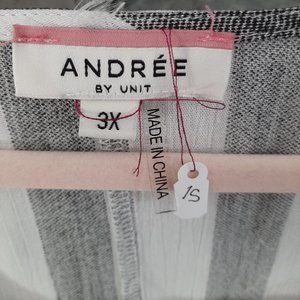 ANDRÉE
BY UNIT
3X
MADE IN CHINA
15